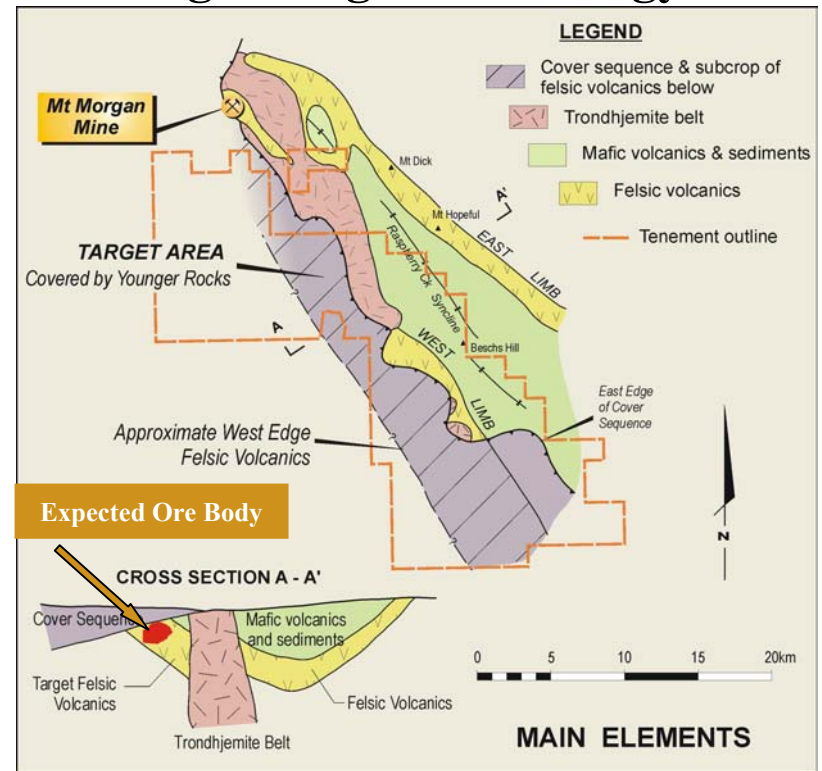 LEGEND
Cover sequence & subcrop of
felsic volcanics below
Trondhjemite belt
Mafic volcanics & sediments
Felsic volcanics
Tenement outline
Mt Morgan
Mine
Mt Dick
A'
Mt Hopeful
EAST LIMB
TARGET AREA
Covered by Younger Rocks
Raspberry Ck Syncline
?
A
WEST LIMB
Beschs Hill
East Edge
of Cover
Sequence
Approximate West Edge
Felsic Volcanics
?
?
N
Expected Ore Body
CROSS SECTION A - A'
Cover Sequenc
Mafic volcanics
and sediments
Target Felsic
Volcanics
Felsic Volcanics
Trondhjemite Belt
0 5 10 15 20km
MAIN ELEMENTS